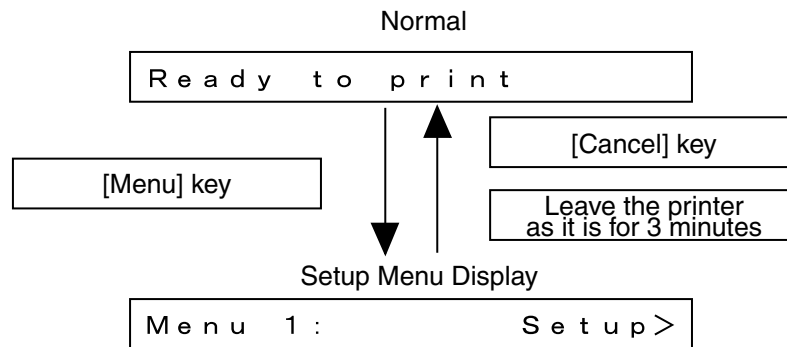 Normal
Ready to print
[Cancel] key
[Menu] key
Leave the printer
as it is for 3 minutes
Setup Menu Display
Menu 1: Setup>